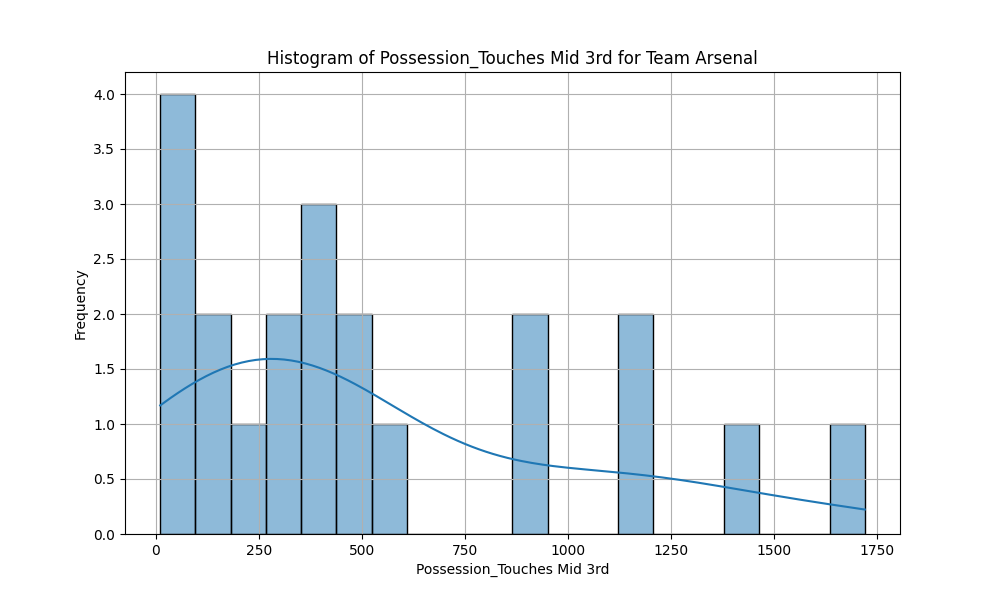 Histogram of Possession_Touches Mid 3rd for Team Arsenal
4.0
3.5
3.0
2.5
2.0
1.5
1.0
0.5
0.0
Frequency
0 250 500 750 1000 1250 1500 1750
Possession_Touches Mid 3rd